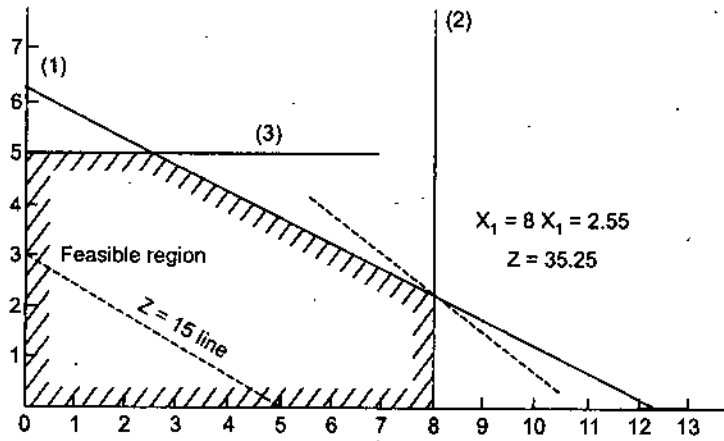 7
(1)
(2)
6
(3)
5
4
X₁ = 8 X₁ = 2.55
Z = 35.25
3
Feasible region
2
Z = 15 line
1
0 1 2 3 4 5 6 7 8 9 10 11 12 13